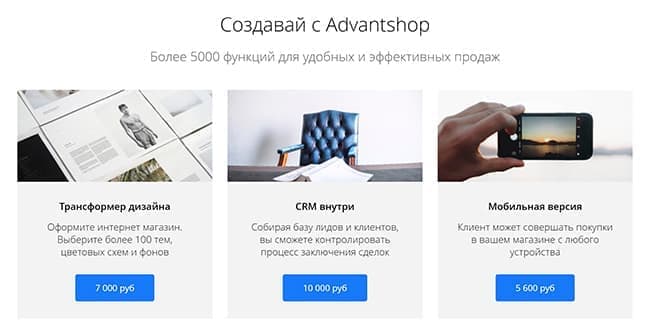 Создавай с Advantshop
Более 5000 функций для удобных и эффективных продаж
Трансформер дизайна
Оформите интернет магазин.
Выберите более 100 тем,
цветовых схем и фонов
7 000 руб
CRM внутри
Собирая базу лидов и клиентов,
вы сможете контролировать
процесс заключения сделок
10 000 руб
Мобильная версия
Клиент может совершать покупки
в вашем магазине с любого
устройства
5 600 руб